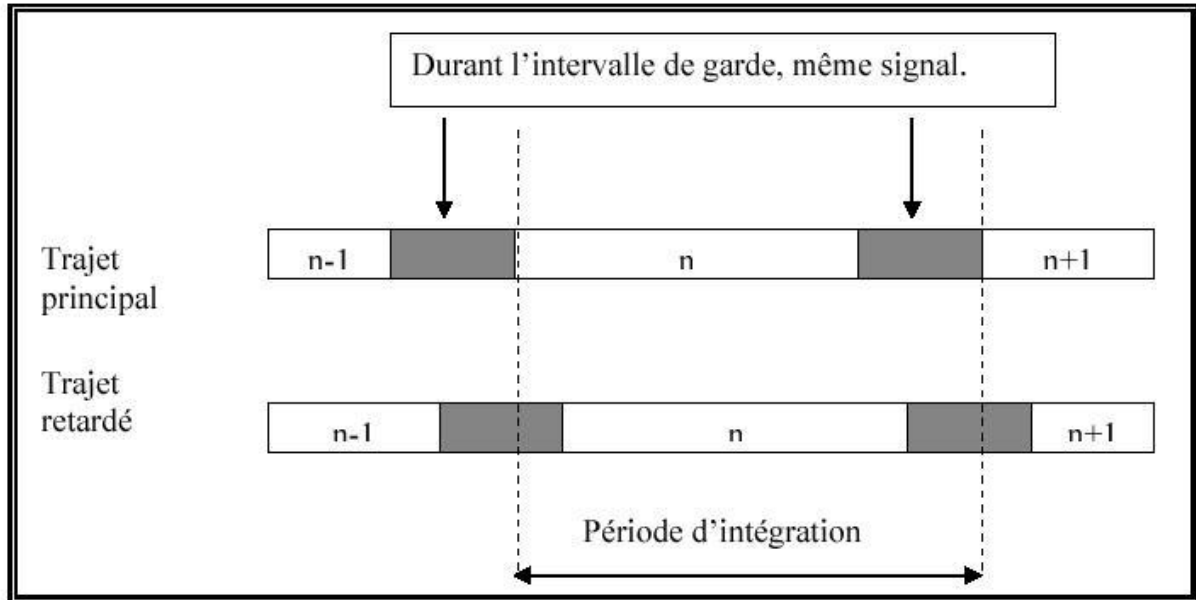 Durant l'intervalle de garde, même signal.
Trajet
principal
n-1
n
n+1
Trajet
retardé
n-1
n
n+1
Période d'intégration